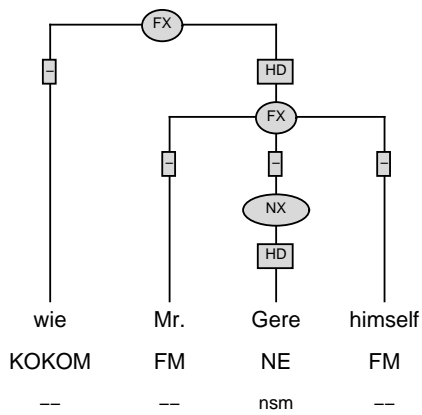 FX
– HD
FX
– – –
NX
HD
wie Mr. Gere himself
KOKOM FM NE FM
–– –– nsm ––